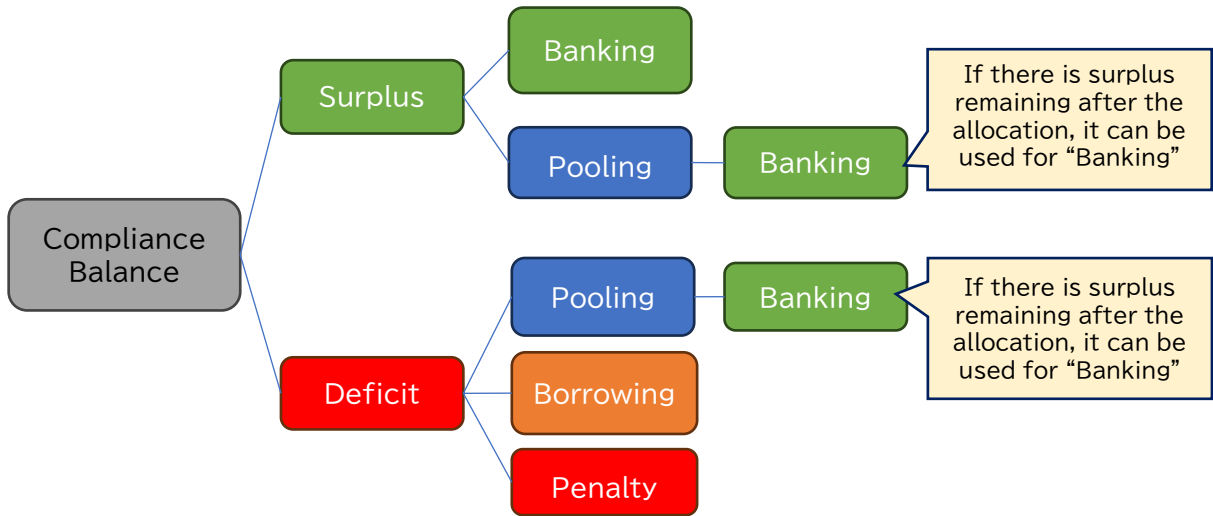 Banking
Surplus
Pooling
Banking
If there is surplus
remaining after the
allocation, it can be
used for “Banking”
Compliance
Balance
Pooling
Banking
If there is surplus
remaining after the
allocation, it can be
used for “Banking”
Deficit
Borrowing
Penalty